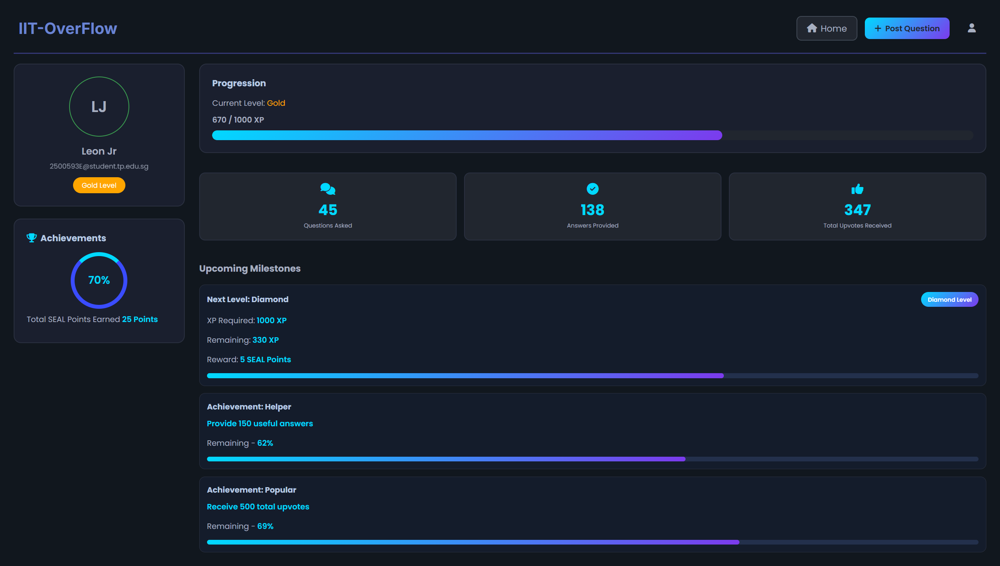 IIT-OverFlow
Home
+ Post Question
LJ
Leon Jr
2500593E@student.tp.edu.sg
Gold Level
Achievements
70%
Total SEAL Points Earned 25 Points
Progression
Current Level: Gold
670 / 1000 XP
45
Questions Asked
138
Answers Provided
347
Total Upvotes Received
Upcoming Milestones
Next Level: Diamond
Diamond Level
XP Required: 1000 XP
Remaining: 330 XP
Reward: 5 SEAL Points
Achievement: Helper
Provide 150 useful answers
Remaining - 62%
Achievement: Popular
Receive 500 total upvotes
Remaining - 69%